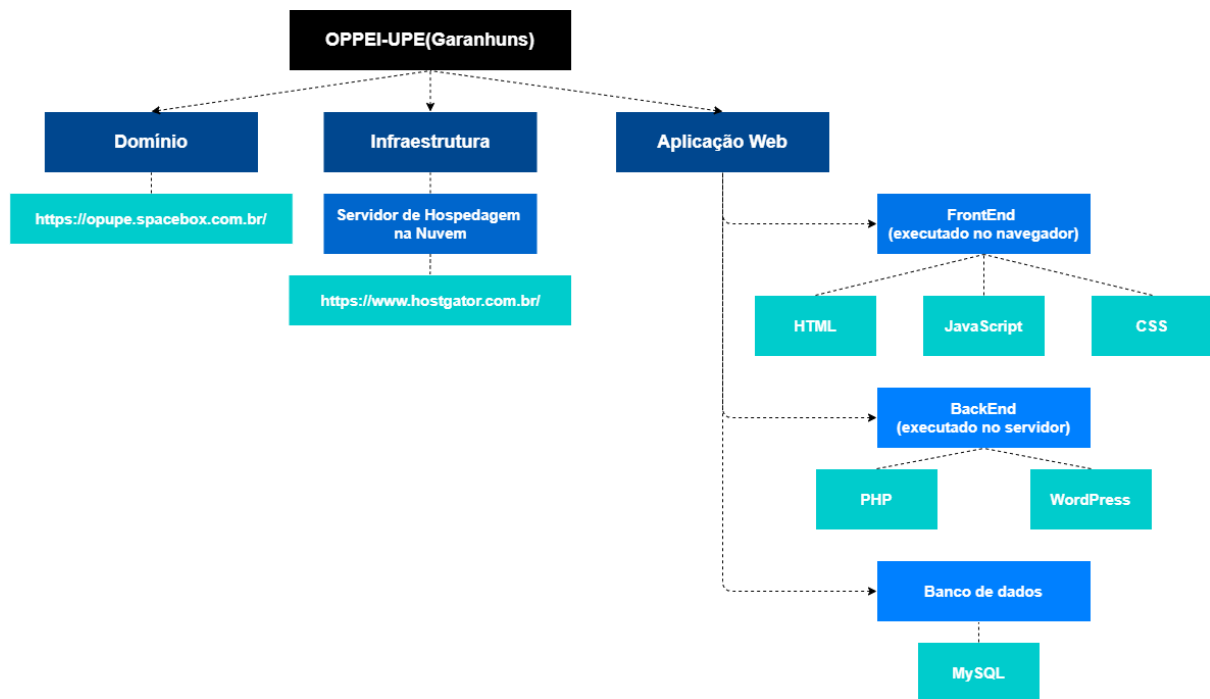 OPPEI-UPE(Garanhuns)
Domínio
Infraestrutura
Aplicação Web
https://opupe.spacebox.com.br/
Servidor de Hospedagem
na Nuvem
https://www.hostgator.com.br/
FrontEnd
(executado no navegador)
HTML
JavaScript
CSS
BackEnd
(executado no servidor)
PHP
WordPress
Banco de dados
MySQL